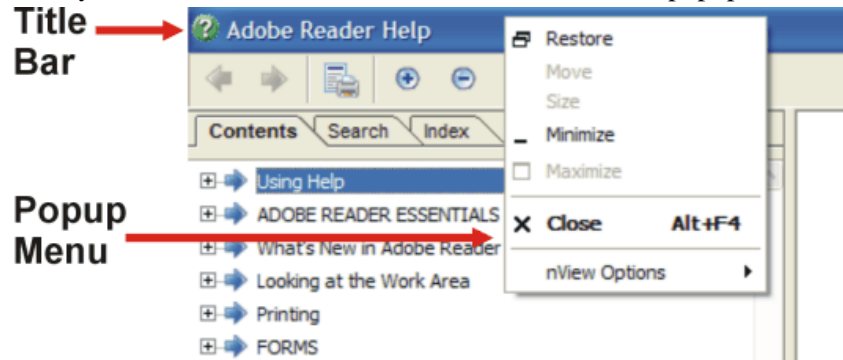 Title
Bar
Adobe Reader Help
Restore
Move
Size
Minimize
Maximize
Close Alt+F4
nView Options
Contents Search Index
Using Help
ADOBE READER ESSENTIALS
What's New in Adobe Reader
Looking at the Work Area
Printing
FORMS
Popup
Menu